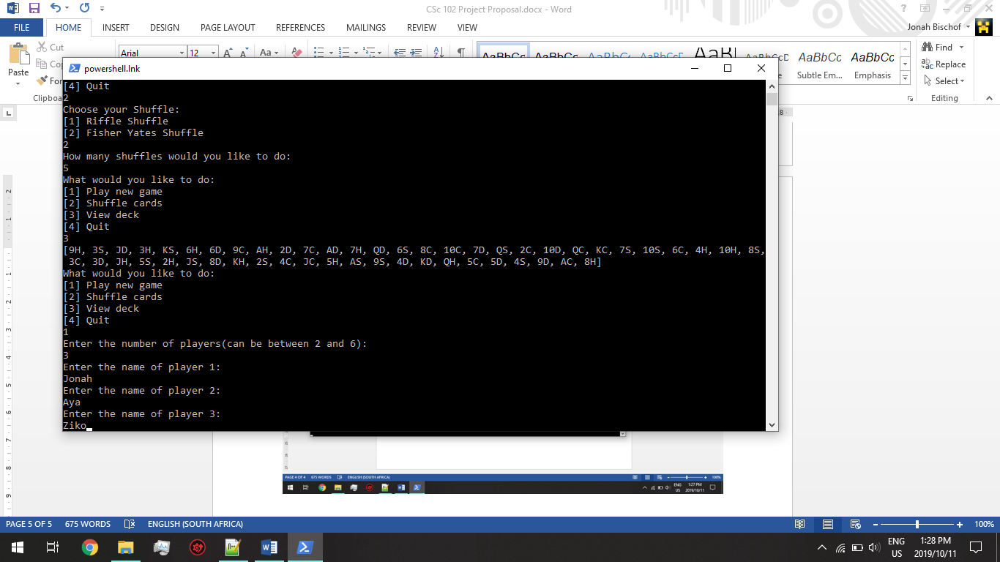 CSc 102 Project Proposal.docx - Word
FILE HOME INSERT DESIGN PAGE LAYOUT REFERENCES MAILINGS REVIEW VIEW Jonah Bischof
Cut
Paste
Clipboa
Arial 12
AaBbCc AaBbCc AaBbC AaBbCcD AaB AaBbCcD AaBbCc AaBbCc
Subtle Em... Emphasis
Find
Replace
Select
Editing
powershell.lnk
[4] Quit
2
Choose your Shuffle:
[1] Riffle Shuffle
[2] Fisher Yates Shuffle
2
How many shuffles would you like to do:
5
What would you like to do:
[1] Play new game
[2] Shuffle cards
[3] View deck
[4] Quit
3
[9H, 3S, JD, 3H, KS, 6H, 6D, 9C, AH, 2D, 7C, AD, 7H, QD, 6S, 8C, 10C, 7D, QS, 2C, 10D, QC, KC, 7S, 10S, 6C, 4H, 10H, 8S,
3C, 3D, JH, 5S, 2H, JS, 8D, KH, 2S, 4C, JC, 5H, AS, 9S, 4D, KD, QH, 5C, 5D, 4S, 9D, AC, 8H]
What would you like to do:
[1] Play new game
[2] Shuffle cards
[3] View deck
[4] Quit
1
Enter the number of players(can be between 2 and 6):
3
Enter the name of player 1:
Jonah
Enter the name of player 2:
Aya
Enter the name of player 3:
Ziko
PAGE 4 OF 4 675 WORDS ENGLISH (SOUTH AFRICA) 100%
ENG US 1:27 PM 2019/10/11
PAGE 5 OF 5 675 WORDS ENGLISH (SOUTH AFRICA) 100%
ENG 1:28 PM
US 2019/10/11